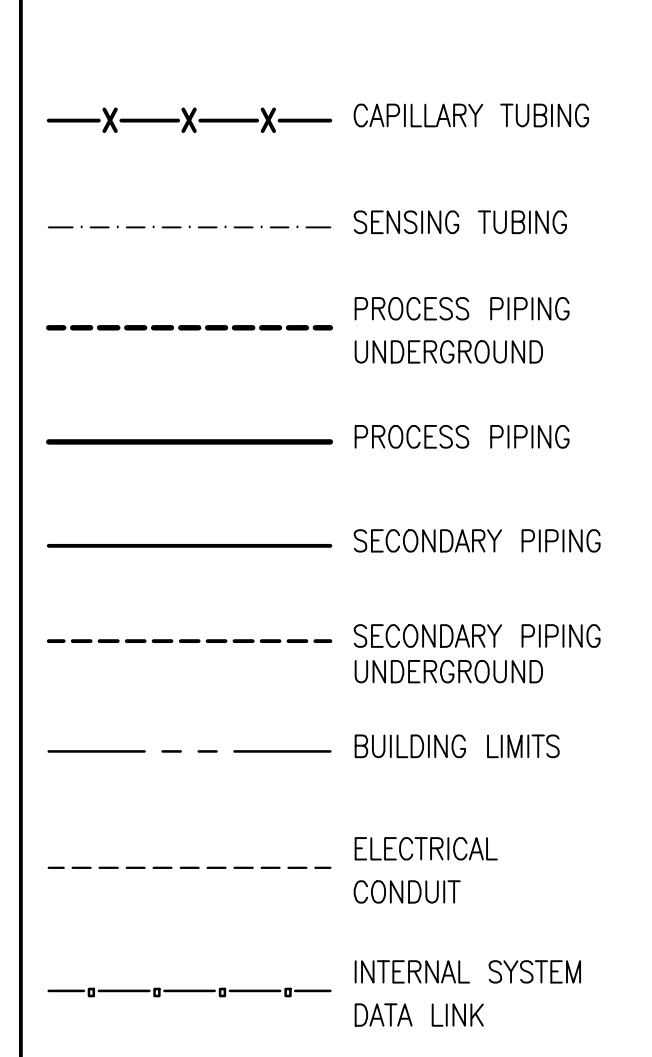 CAPILLARY TUBING
SENSING TUBING
PROCESS PIPING
UNDERGROUND
PROCESS PIPING
SECONDARY PIPING
SECONDARY PIPING
UNDERGROUND
BUILDING LIMITS
ELECTRICAL
CONDUIT
INTERNAL SYSTEM
DATA LINK